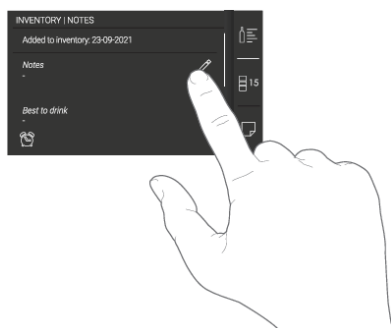 INVENTORY | NOTES
Added to inventory: 23-09-2021
Notes
-
15
Best to drink
-